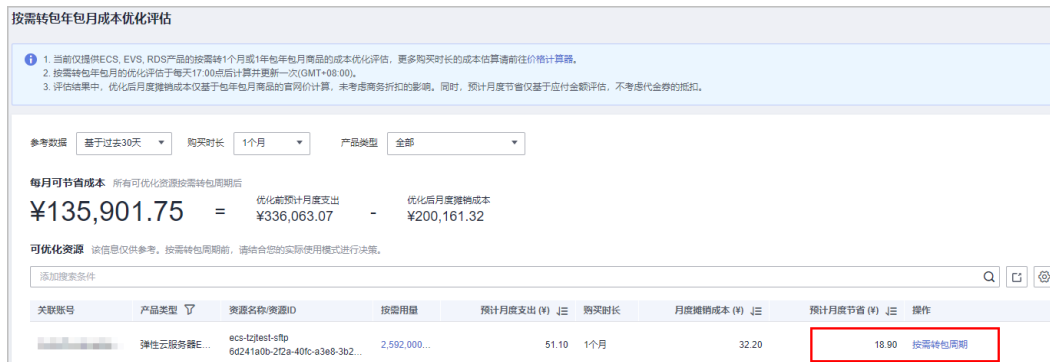 按需转包年包月成本优化评估
1. 当前仅提供ECS, EVS, RDS产品的按需转1个月或1年包年包月商品的成本优化评估，更多购买时长的成本估算请前往价格计算器。
2. 按需转包年包月的优化评估于每天17:00点后计算并更新一次(GMT+08:00)。
3. 评估结果中，优化后月度摊销成本仅基于包年包月商品的官网价计算，未考虑商务折扣的影响。同时，预计月度节省仅基于应付金额评估，不考虑代金券的抵扣。
参考数据 基于过去30天 购买时长 1个月 产品类型 全部
每月可节省成本 所有可优化资源按需转包周期后
优化前预计月度支出 优化后月度摊销成本
¥135,901.75 = ¥336,063.07 - ¥200,161.32
可优化资源 该信息仅供参考。按需转包周期前，请结合您的实际使用模式进行决策。
添加搜索条件
关联账号 产品类型 资源名称/资源ID 按需用量 预计月度支出 (¥) 购买时长 月度摊销成本 (¥) 预计月度节省 (¥) 操作
弹性云服务器E... ecs-tzjtest-sftp 2,592,000... 51.10 1个月 32.20 18.90 按需转包周期
6d241a0b-2f2a-40fc-a3e8-3b2...